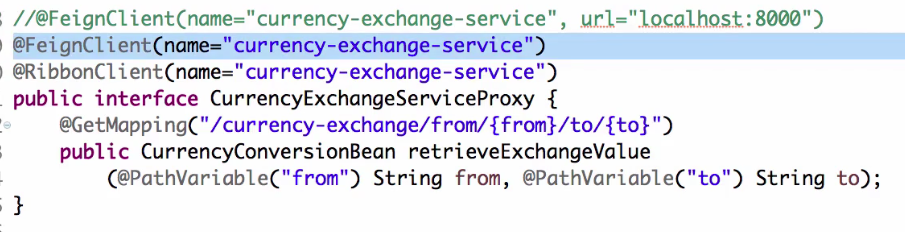 //@FeignClient(name="currency-exchange-service", url="localhost:8000")
@FeignClient(name="currency-exchange-service")
@RibbonClient(name="currency-exchange-service")
public interface CurrencyExchangeServiceProxy {
@GetMapping("/currency-exchange/from/{from}/to/{to}")
public CurrencyConversionBean retrieveExchangeValue
(@PathVariable("from") String from, @PathVariable("to") String to);
}